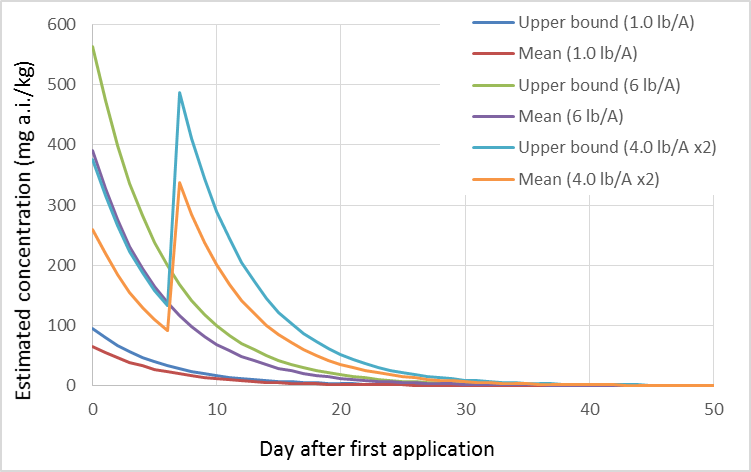 600
500
400
300
200
100
0
0
10
20
30
40
50
Estimated concentration (mg a.i./kg)
Day after first application
Upper bound (1.0 lb/A)
Mean (1.0 lb/A)
Upper bound (6 lb/A)
Mean (6 lb/A)
Upper bound (4.0 lb/A x2)
Mean (4.0 lb/A x2)